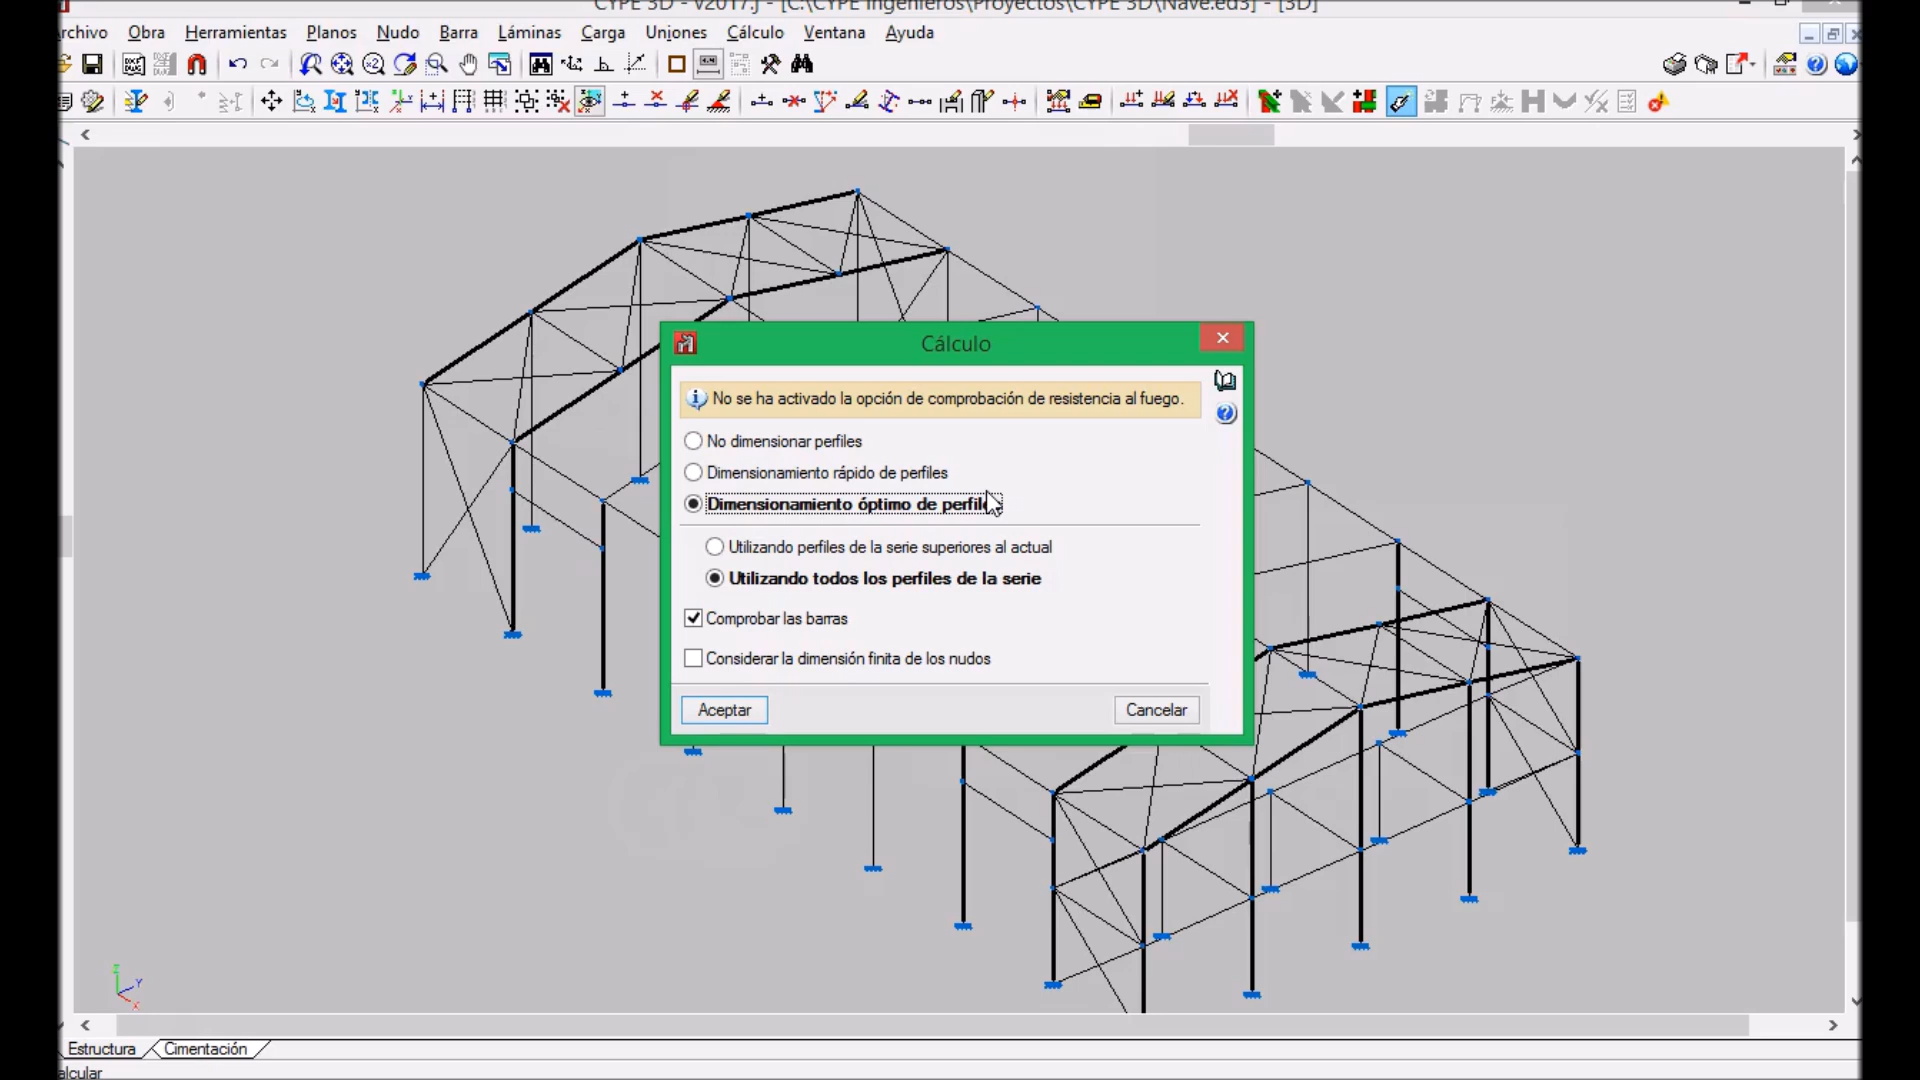 CYPE 3D - v2017.j - [C:\CYPE Ingenieros\Proyectos\CYPE 3D\Nave.ed3] - [3D]
rchivo Obra Herramientas Planos Nudo Barra Láminas Carga Uniones Cálculo Ventana Ayuda
Cálculo
No se ha activado la opción de comprobación de resistencia al fuego.
No dimensionar perfiles
Dimensionamiento rápido de perfiles
Dimensionamiento óptimo de perfile
Utilizando perfiles de la serie superiores al actual
Utilizando todos los perfiles de la serie
Comprobar las barras
Considerar la dimensión finita de los nudos
Aceptar Cancelar
Z
Y
X
Estructura Cimentación
alcular